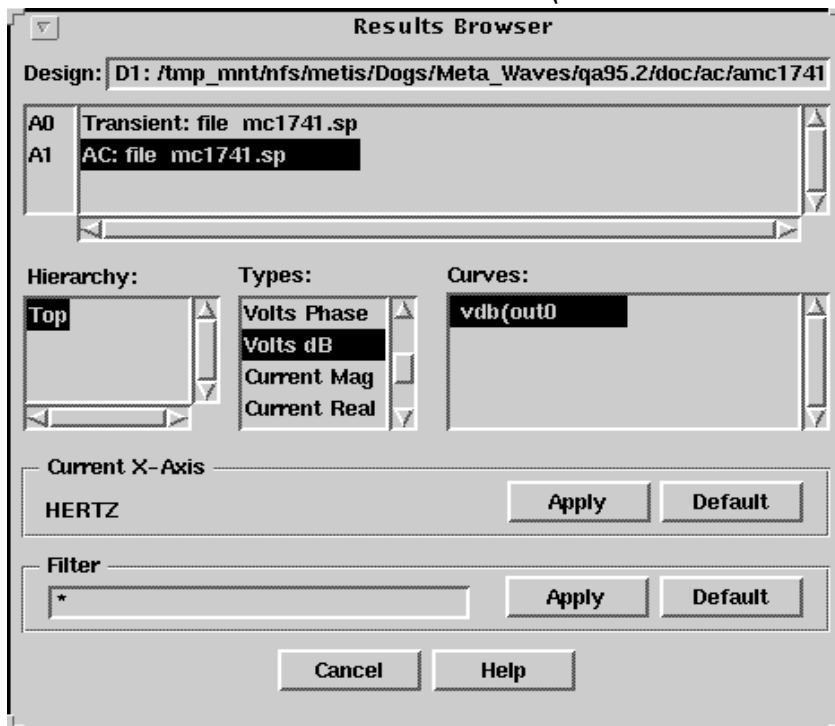 Results Browser
Design: D1: /tmp_mnt/nfs/metis/Dogs/Meta_Waves/qa95.2/doc/ac/amc1741
A0 Transient: file mc1741.sp
A1 AC: file mc1741.sp
Hierarchy: Types: Curves:
Top Volts Phase vdb(out0
Volts dB
Current Mag
Current Real
Current X-Axis
HERTZ Apply Default
Filter
* Apply Default
Cancel Help